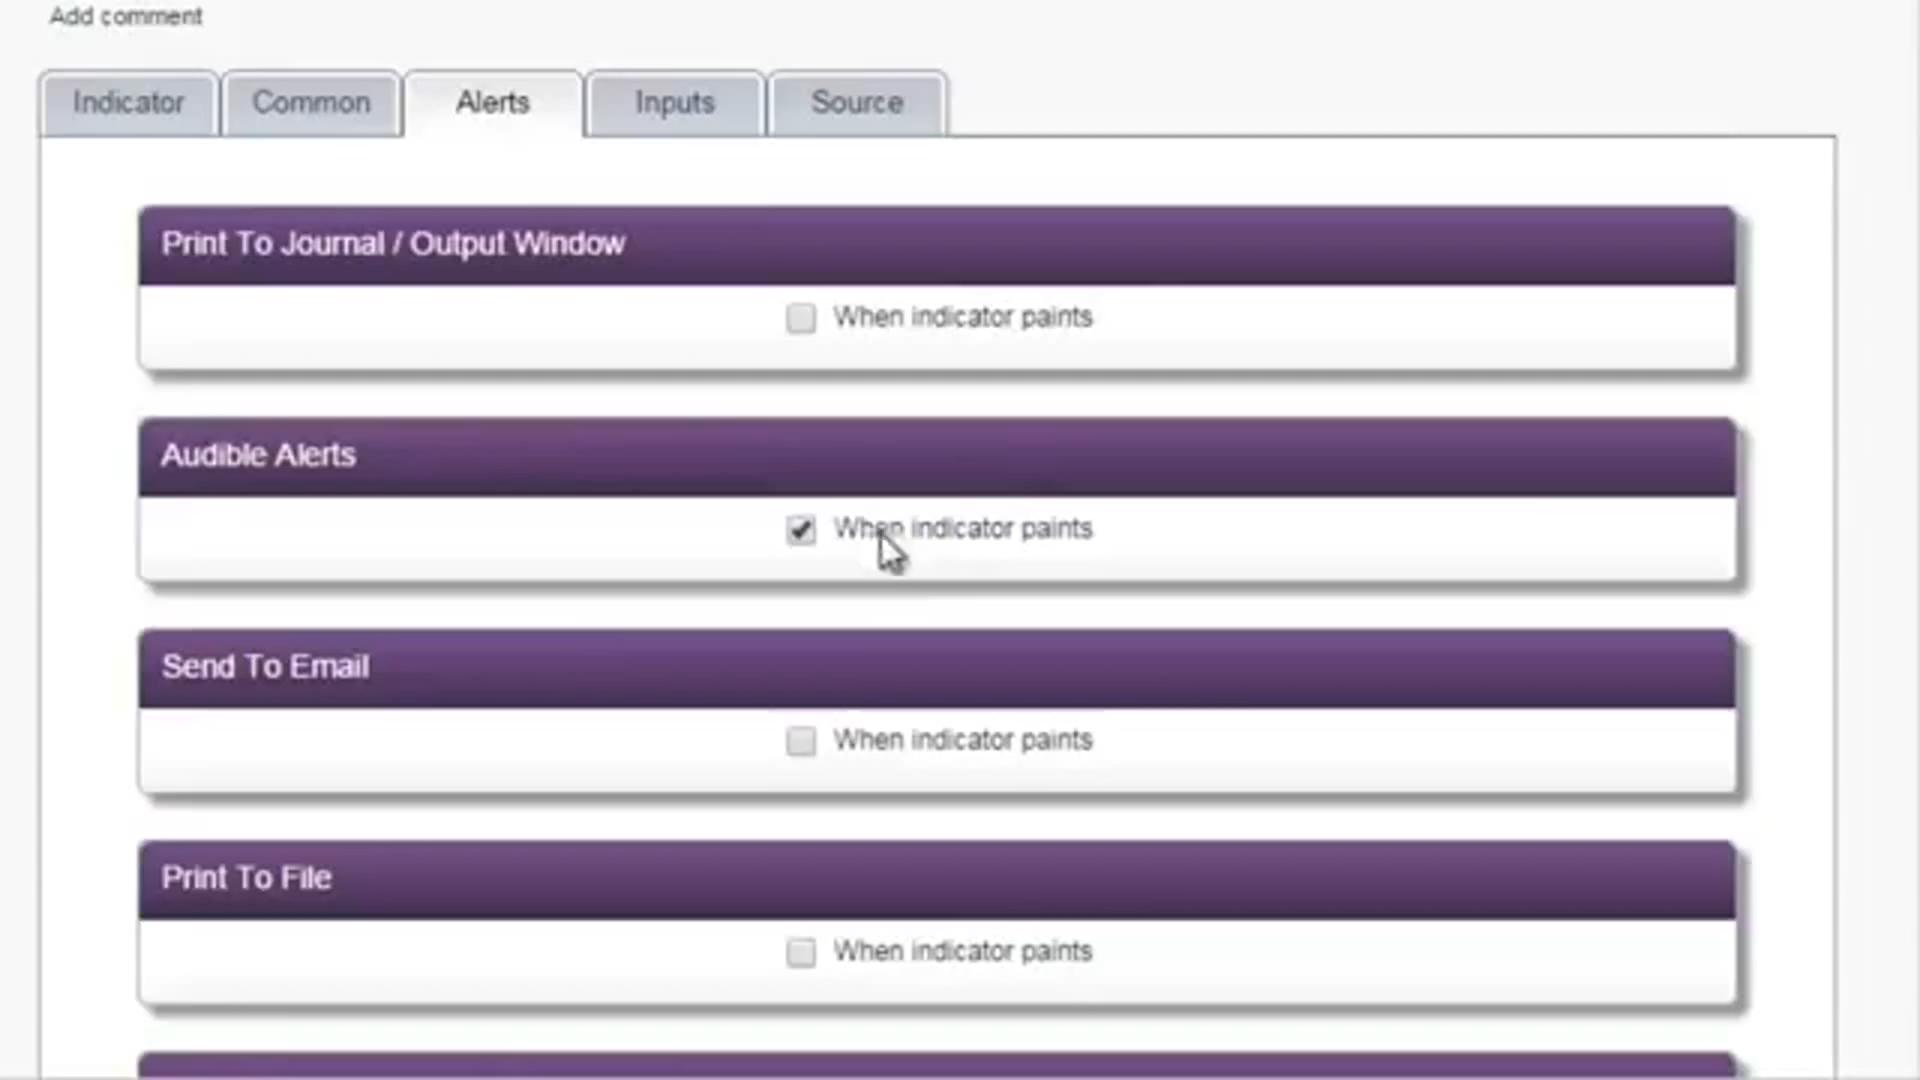 Add comment
Indicator Common Alerts Inputs Source
Print To Journal / Output Window
When indicator paints
Audible Alerts
When indicator paints
Send To Email
When indicator paints
Print To File
When indicator paints